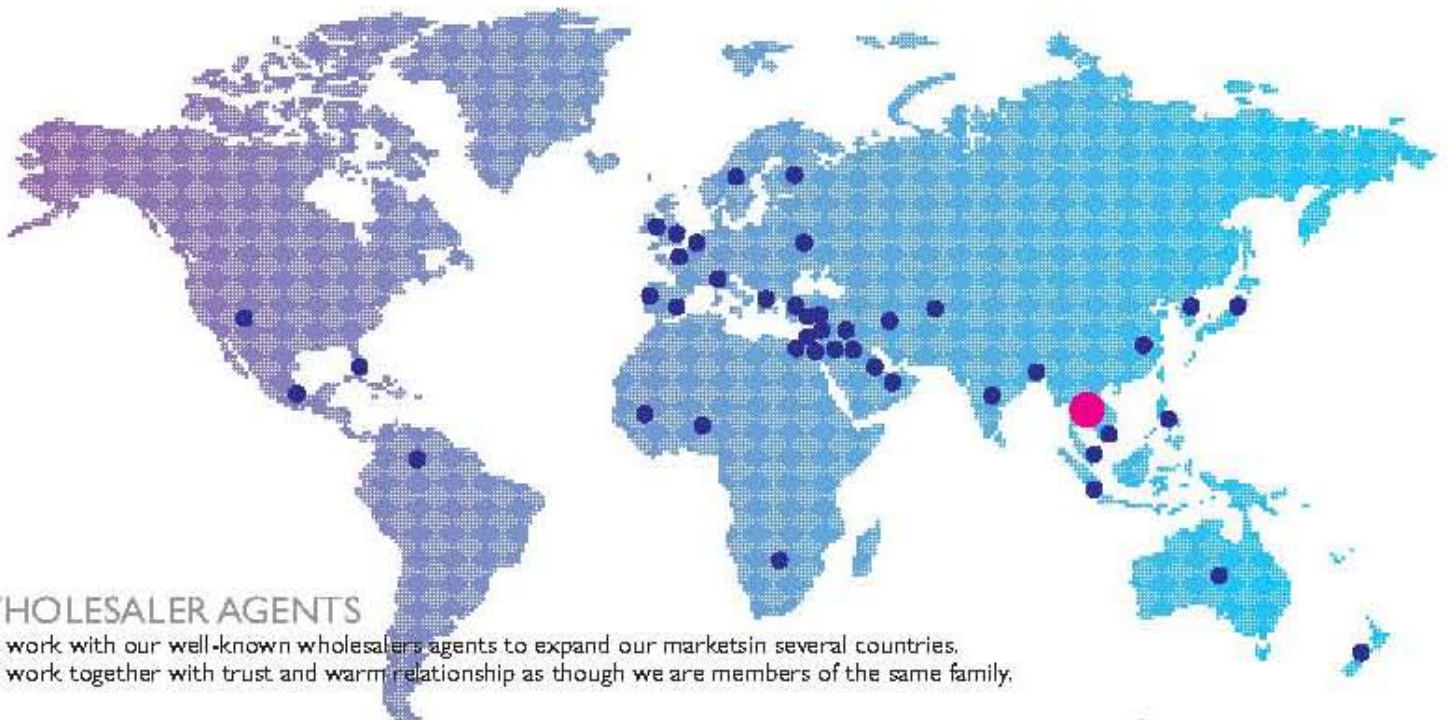 HOLESALER AGENTS
work with our well-known wholesalers agents to expand our marketsin several countries.
work together with trust and warm relationship as though we are members of the same family.